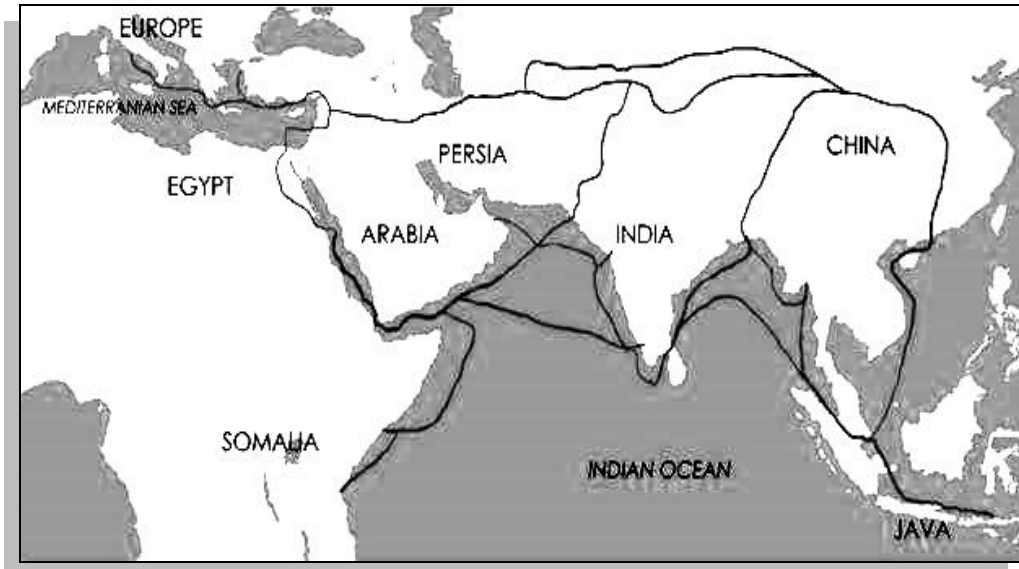 EUROPE
MEDITERRANIAN SEA
EGYPT
PERSIA
ARABIA
INDIA
CHINA
SOMALIA
INDIAN OCEAN
JAVA